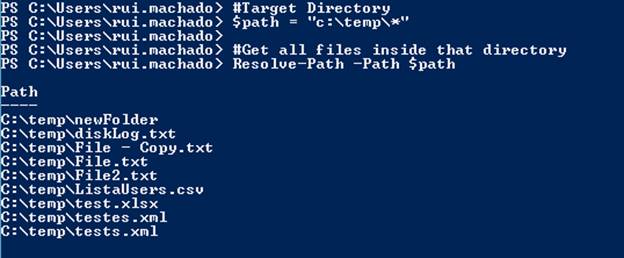 PS C:\Users\rui.machado> #Target Directory
PS C:\Users\rui.machado> $path = "c:\temp\*"
PS C:\Users\rui.machado>
PS C:\Users\rui.machado> #Get all files inside that directory
PS C:\Users\rui.machado> Resolve-Path -Path $path
Path
----
C:\temp\newFolder
C:\temp\diskLog.txt
C:\temp\File - Copy.txt
C:\temp\File.txt
C:\temp\File2.txt
C:\temp\ListaUsers.csv
C:\temp\test.xlsx
C:\temp\testes.xml
C:\temp\tests.xml